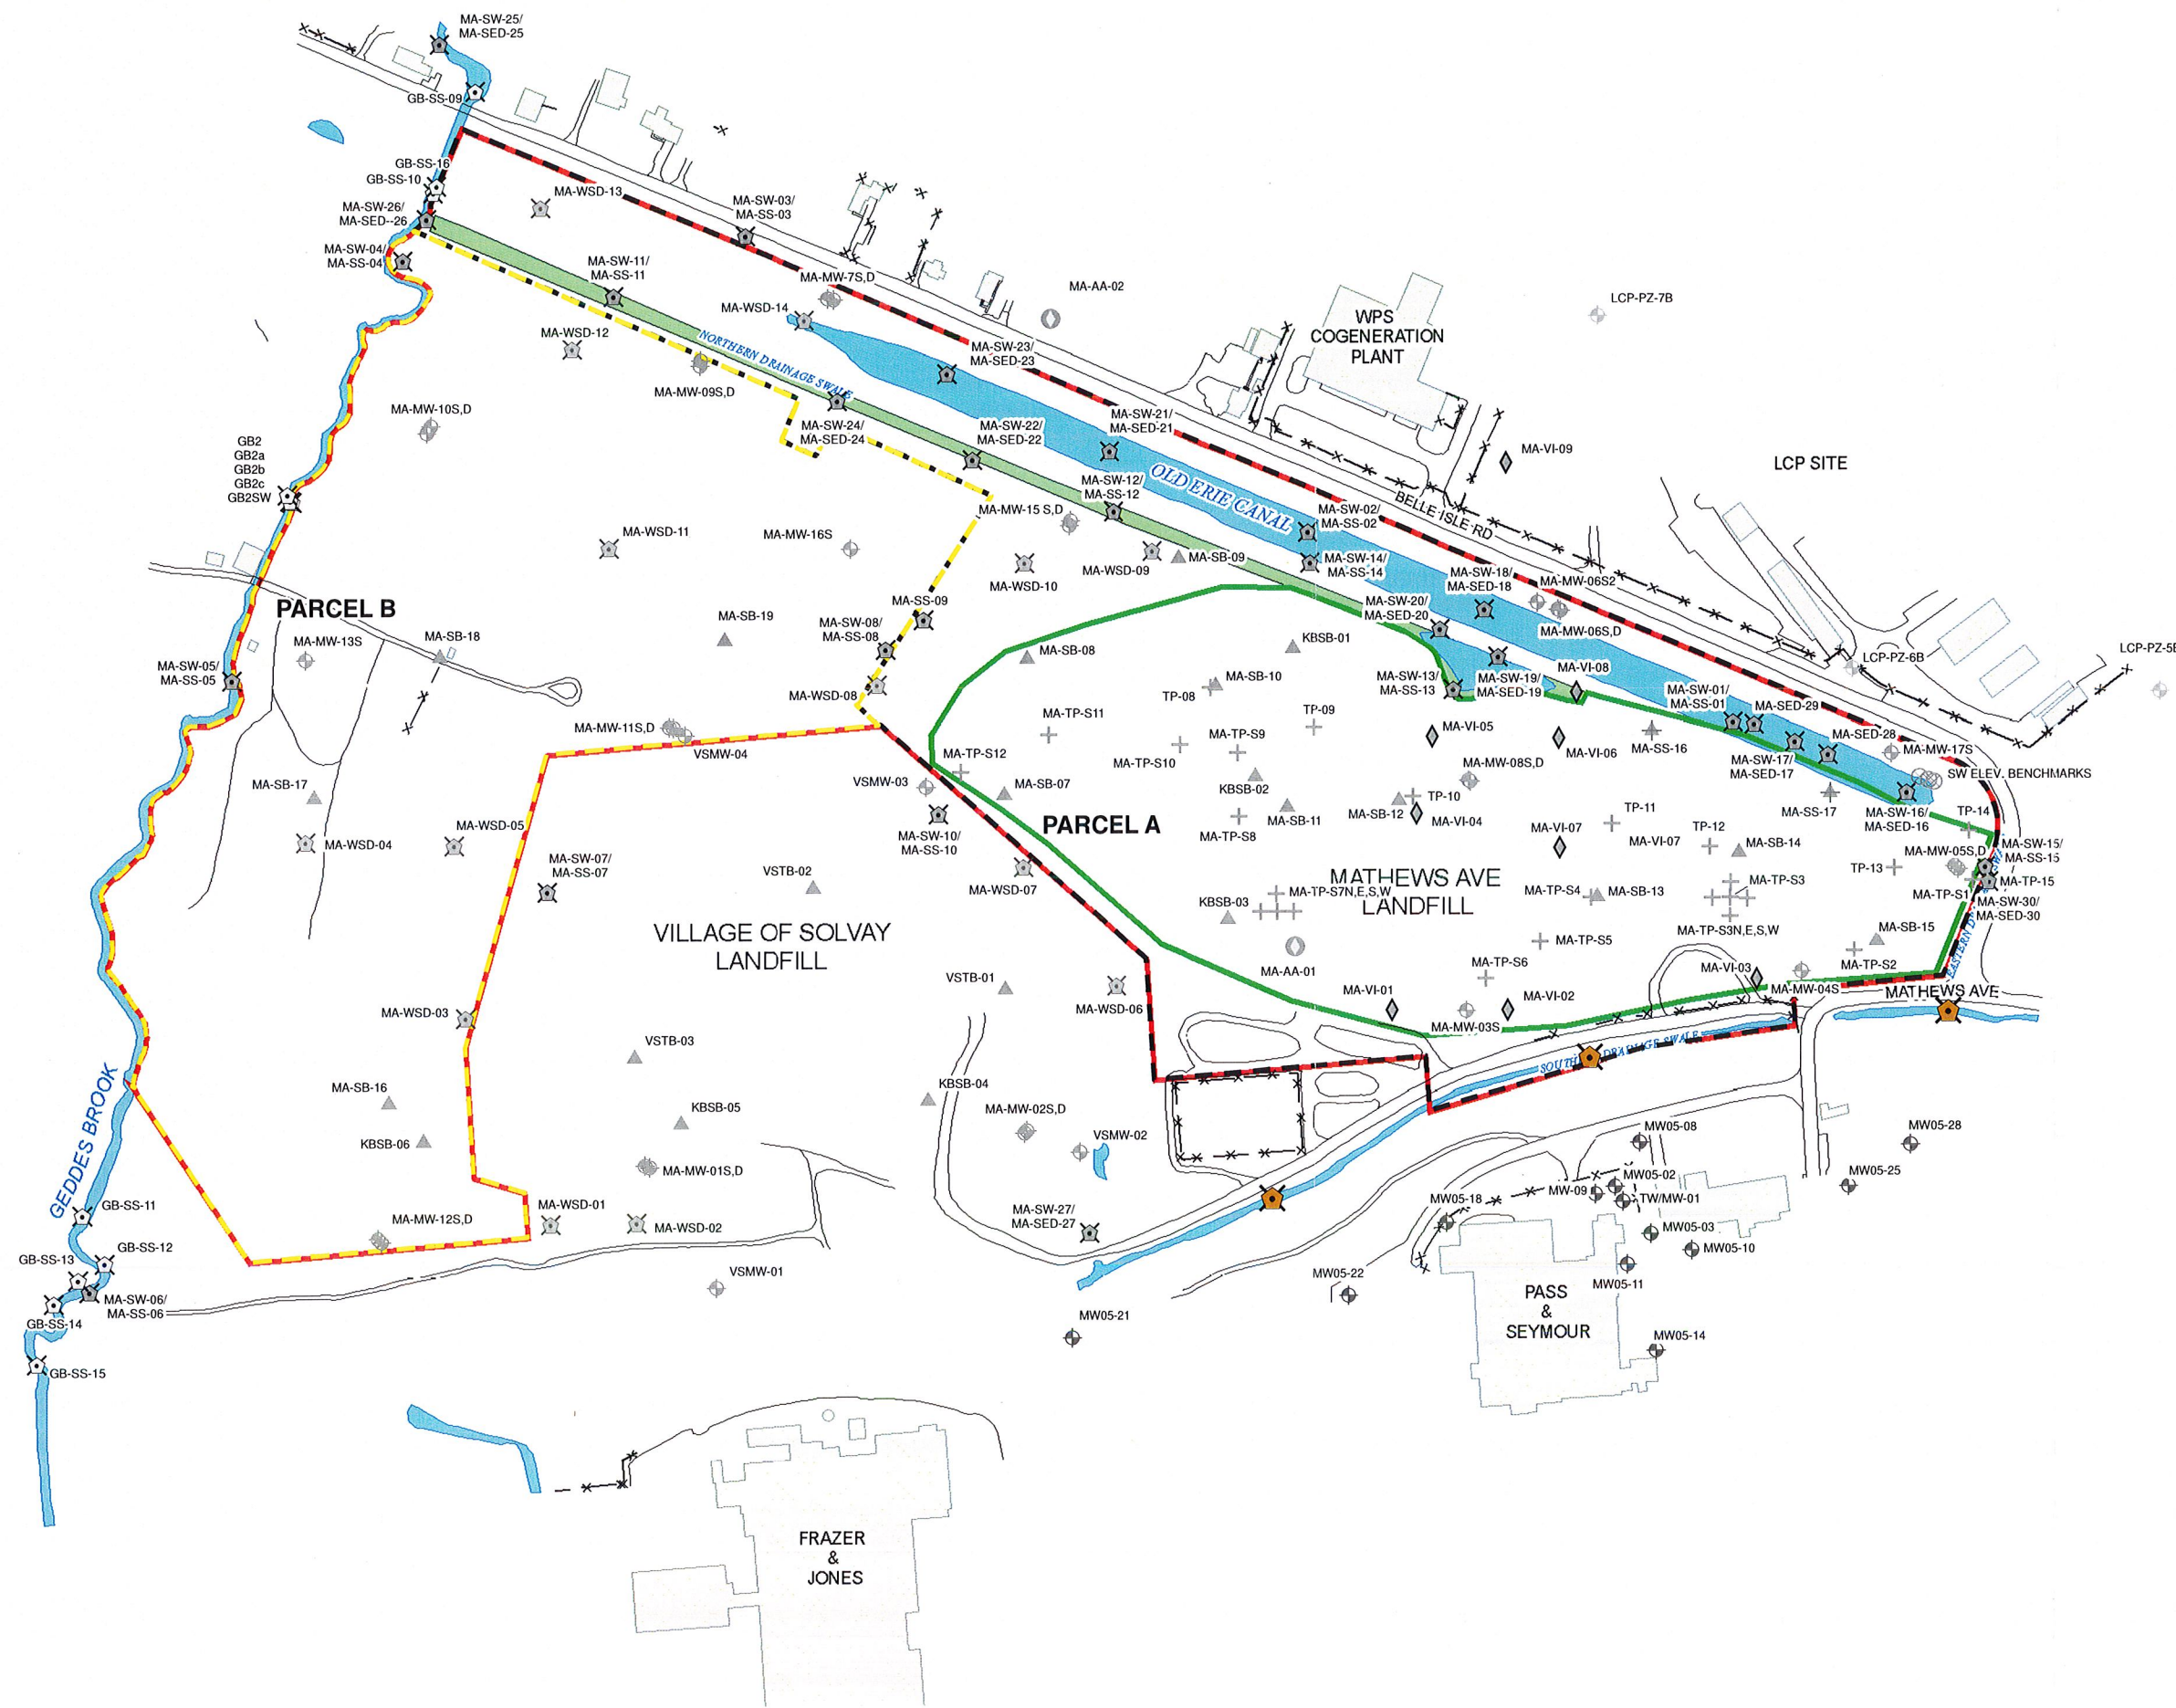 MA-SW-25/
MA-SED-25
GB-SS-09
GB-SS-16
GB-SS-10
MA-SW-26/
MA-SED--26
MA-SW-04/
MA-SS-04
MA-WSD-13
MA-SW-03/
MA-SS-03
MA-SW-11/
MA-SS-11
MA-MW-7S,D
MA-WSD-14
MA-AA-02
LCP-PZ-7B
WPS
COGENERATION
PLANT
MA-WSD-12
NORTHERN DRAINAGE SWALE
MA-SW-23/
MA-SED-23
MA-MW-09S,D
MA-MW-10S,D
MA-SW-24/
MA-SED-24
MA-SW-22/
MA-SED-22
MA-SW-21/
MA-SED-21
MA-VI-09
LCP SITE
GB2
GB2a
GB2b
GB2c
GB2SW
OLD ERIE CANAL
BELLE ISLE RD
MA-SW-12/
MA-SS-12
MA-MW-15 S,D
MA-SW-02/
MA-SS-02
MA-WSD-11
MA-MW-16S
MA-WSD-10
MA-WSD-09
MA-SB-09
MA-SW-14/
MA-SS-14
MA-SW-18/
MA-SED-18
MA-MW-06S2
MA-MW-06S,D
PARCEL B
MA-MW-13S
MA-SB-18
MA-SB-19
MA-SS-09
MA-SW-08/
MA-SS-08
MA-SW-20/
MA-SED-20
KBSB-01
MA-SB-08
LCP-PZ-6B
MA-SW-05/
MA-SS-05
MA-WSD-08
TP-08
MA-SB-10
MA-SW-13/
MA-SS-13
MA-SW-19/
MA-SED-19
MA-VI-08
MA-SW-01/
MA-SS-01
MA-SED-29
MA-SED-28
MA-MW-17S
MA-MW-11S,D
VSMW-04
MA-TP-S11
TP-09
MA-TP-S9
MA-TP-S10
MA-VI-05
MA-VI-06
MA-SS-16
MA-SW-17/
MA-SED-17
SW ELEV. BENCHMARKS
MA-TP-S12
VSMW-03
MA-SB-07
KBSB-02
MA-MW-08S,D
MA-SB-17
MA-SB-11
MA-SB-12
TP-10
MA-VI-04
TP-11
MA-SS-17
MA-SW-16/
MA-SED-16
TP-14
MA-WSD-04
MA-WSD-05
MA-SW-10/
MA-SS-10
PARCEL A
MA-TP-S8
MA-VI-07
MA-VI-07
TP-12
MA-SB-14
TP-13
MA-MW-05S,D
MA-SW-15/
MA-SS-15
MA-SW-07/
MA-SS-07
VSTB-02
MA-WSD-07
MATHEWS AVE
LANDFILL
MA-TP-S7N,E,S,W
KBSB-03
MA-TP-S4
MA-SB-13
MA-TP-S3
MA-TP-S1
MA-TP-15
MA-SW-30/
MA-SED-30
VILLAGE OF SOLVAY
LANDFILL
MA-TP-S5
MA-TP-S3N,E,S,W
MA-SB-15
MA-TP-S2
MA-AA-01
MA-TP-S6
VSTB-01
MA-WSD-06
MA-VI-01
MA-VI-02
MA-VI-03
MA-MW-04S
MATHEWS AVE
MA-WSD-03
MA-MW-03S
VSTB-03
DRAINAGE SWALE
GEDDES BROOK
MA-SB-16
KBSB-05
KBSB-04
KBSB-06
MA-MW-01S,D
MA-MW-02S,D
VSMW-02
MW05-08
MW05-28
MW05-02
MW-09
TW/MW-01
MW05-25
MW05-18
GB-SS-11
MA-MW-12S,D
MA-WSD-01
MA-WSD-02
MA-SW-27/
MA-SED-27
MW05-03
MW05-10
GB-SS-12
GB-SS-13
VSMW-01
MW05-22
MW05-11
MA-SW-06/
MA-SS-06
GB-SS-14
MW05-21
PASS
&
SEYMOUR
MW05-14
GB-SS-15
FRAZER
&
JONES